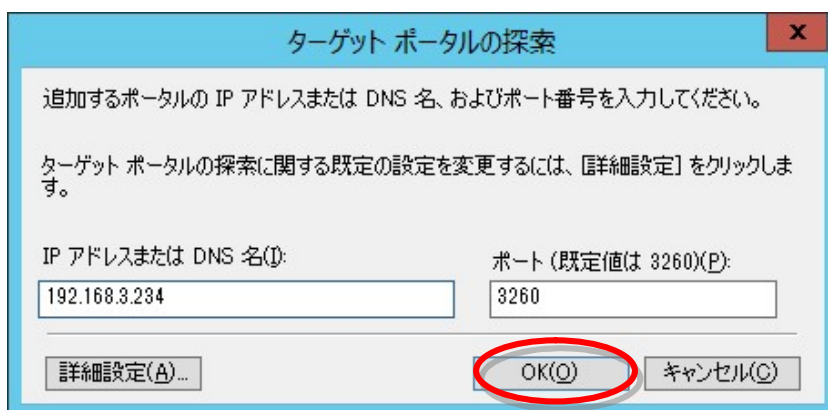 ターゲット ポータルの探索
x
追加するポータルの IP アドレスまたは DNS 名、およびポート番号を入力してください。
ターゲット ポータルの探索に関する既定の設定を変更するには、[詳細設定] をクリックしま
す。
IP アドレスまたは DNS 名(I):
ポート (既定値は 3260)(P):
192.168.3.234
3260
詳細設定(A)...
OK(O)
キャンセル(C)